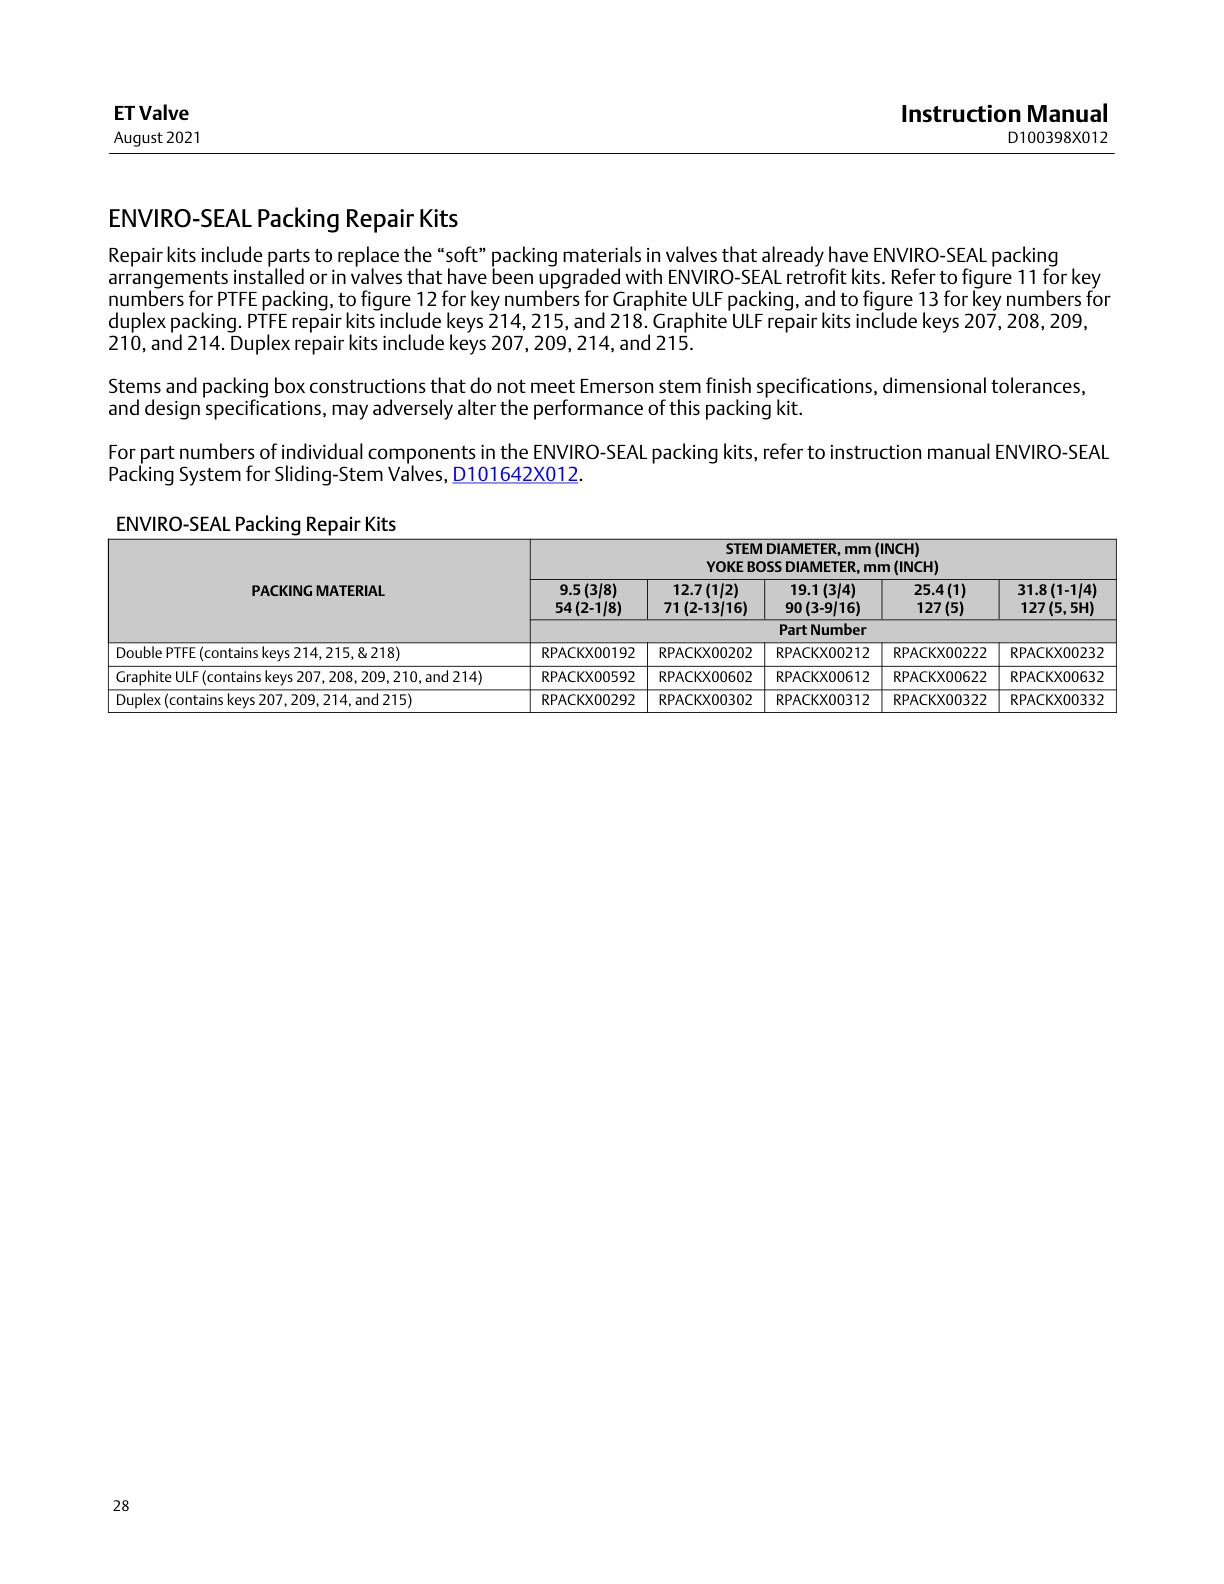 ET Valve
August 2021
Instruction Manual
D100398X012
ENVIRO-SEAL Packing Repair Kits
Repair kits include parts to replace the “soft” packing materials in valves that already have ENVIRO-SEAL packing
arrangements installed or in valves that have been upgraded with ENVIRO-SEAL retrofit kits. Refer to figure 11 for key
numbers for PTFE packing, to figure 12 for key numbers for Graphite ULF packing, and to figure 13 for key numbers for
duplex packing. PTFE repair kits include keys 214, 215, and 218. Graphite ULF repair kits include keys 207, 208, 209,
210, and 214. Duplex repair kits include keys 207, 209, 214, and 215.
Stems and packing box constructions that do not meet Emerson stem finish specifications, dimensional tolerances,
and design specifications, may adversely alter the performance of this packing kit.
For part numbers of individual components in the ENVIRO-SEAL packing kits, refer to instruction manual ENVIRO-SEAL
Packing System for Sliding-Stem Valves, D101642X012.
ENVIRO-SEAL Packing Repair Kits
PACKING MATERIAL
STEM DIAMETER, mm (INCH)
YOKE BOSS DIAMETER, mm (INCH)
9.5 (3/8) 12.7 (1/2) 19.1 (3/4) 25.4 (1) 31.8 (1-1/4)
54 (2-1/8) 71 (2-13/16) 90 (3-9/16) 127 (5) 127 (5, 5H)
Part Number
Double PTFE (contains keys 214, 215, & 218) RPACKX00192 RPACKX00202 RPACKX00212 RPACKX00222 RPACKX00232
Graphite ULF (contains keys 207, 208, 209, 210, and 214) RPACKX00592 RPACKX00602 RPACKX00612 RPACKX00622 RPACKX00632
Duplex (contains keys 207, 209, 214, and 215) RPACKX00292 RPACKX00302 RPACKX00312 RPACKX00322 RPACKX00332
28